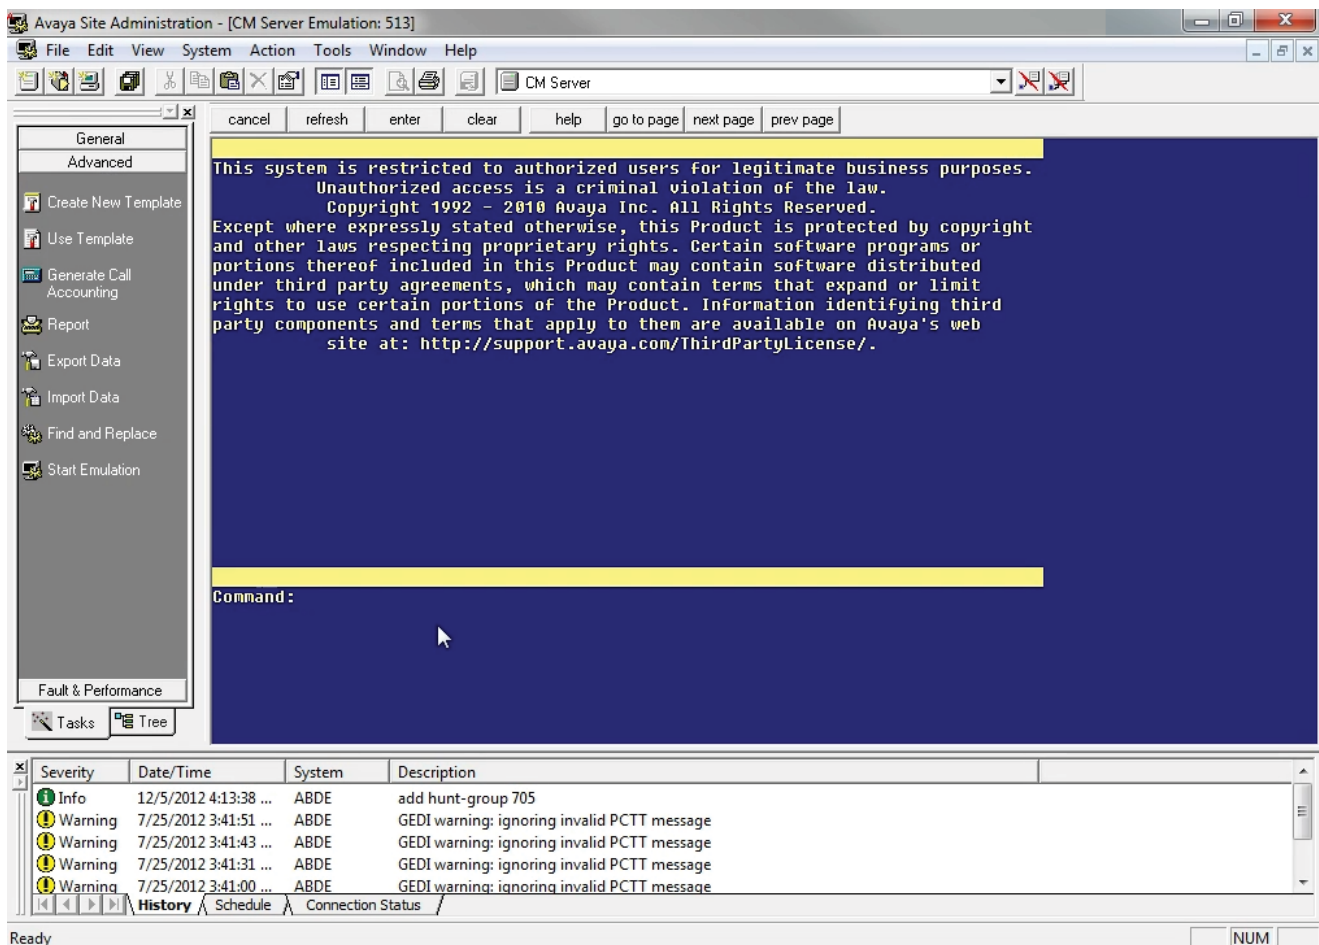 Avaya Site Administration - [CM Server Emulation: 513]
File Edit View System Action Tools Window Help
CM Server
cancel refresh enter clear help go to page next page prev page
General
Advanced
Create New Template
Use Template
Generate Call
Accounting
Report
Export Data
Import Data
Find and Replace
Start Emulation
Fault & Performance
Tasks Tree
This system is restricted to authorized users for legitimate business purposes.
Unauthorized access is a criminal violation of the law.
Copyright 1992 - 2010 Avaya Inc. All Rights Reserved.
Except where expressly stated otherwise, this Product is protected by copyright
and other laws respecting proprietary rights. Certain software programs or
portions thereof included in this Product may contain software distributed
under third party agreements, which may contain terms that expand or limit
rights to use certain portions of the Product. Information identifying third
party components and terms that apply to them are available on Avaya's web
site at: http://support.avaya.com/ThirdPartyLicense/.
Command:
Severity Date/Time System Description
Info 12/5/2012 4:13:38 ... ABDE add hunt-group 705
Warning 7/25/2012 3:41:51 ... ABDE GEDI warning: ignoring invalid PCTT message
Warning 7/25/2012 3:41:43 ... ABDE GEDI warning: ignoring invalid PCTT message
Warning 7/25/2012 3:41:31 ... ABDE GEDI warning: ignoring invalid PCTT message
Warning 7/25/2012 3:41:00 ... ABDE GEDI warning: ignoring invalid PCTT message
History Schedule Connection Status
Ready NUM